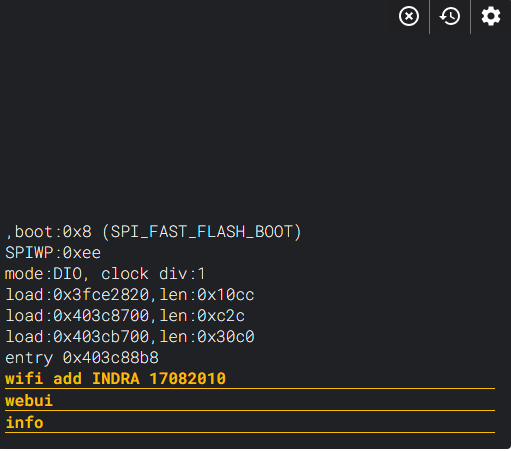 ,boot:0x8 (SPI_FAST_FLASH_BOOT)
SPIWP:0xee
mode:DIO, clock div:1
load:0x3fce2820,len:0x10cc
load:0x403c8700,len:0xc2c
load:0x403cb700,len:0x30c0
entry 0x403c88b8
wifi add INDRA 17082010
webui
info